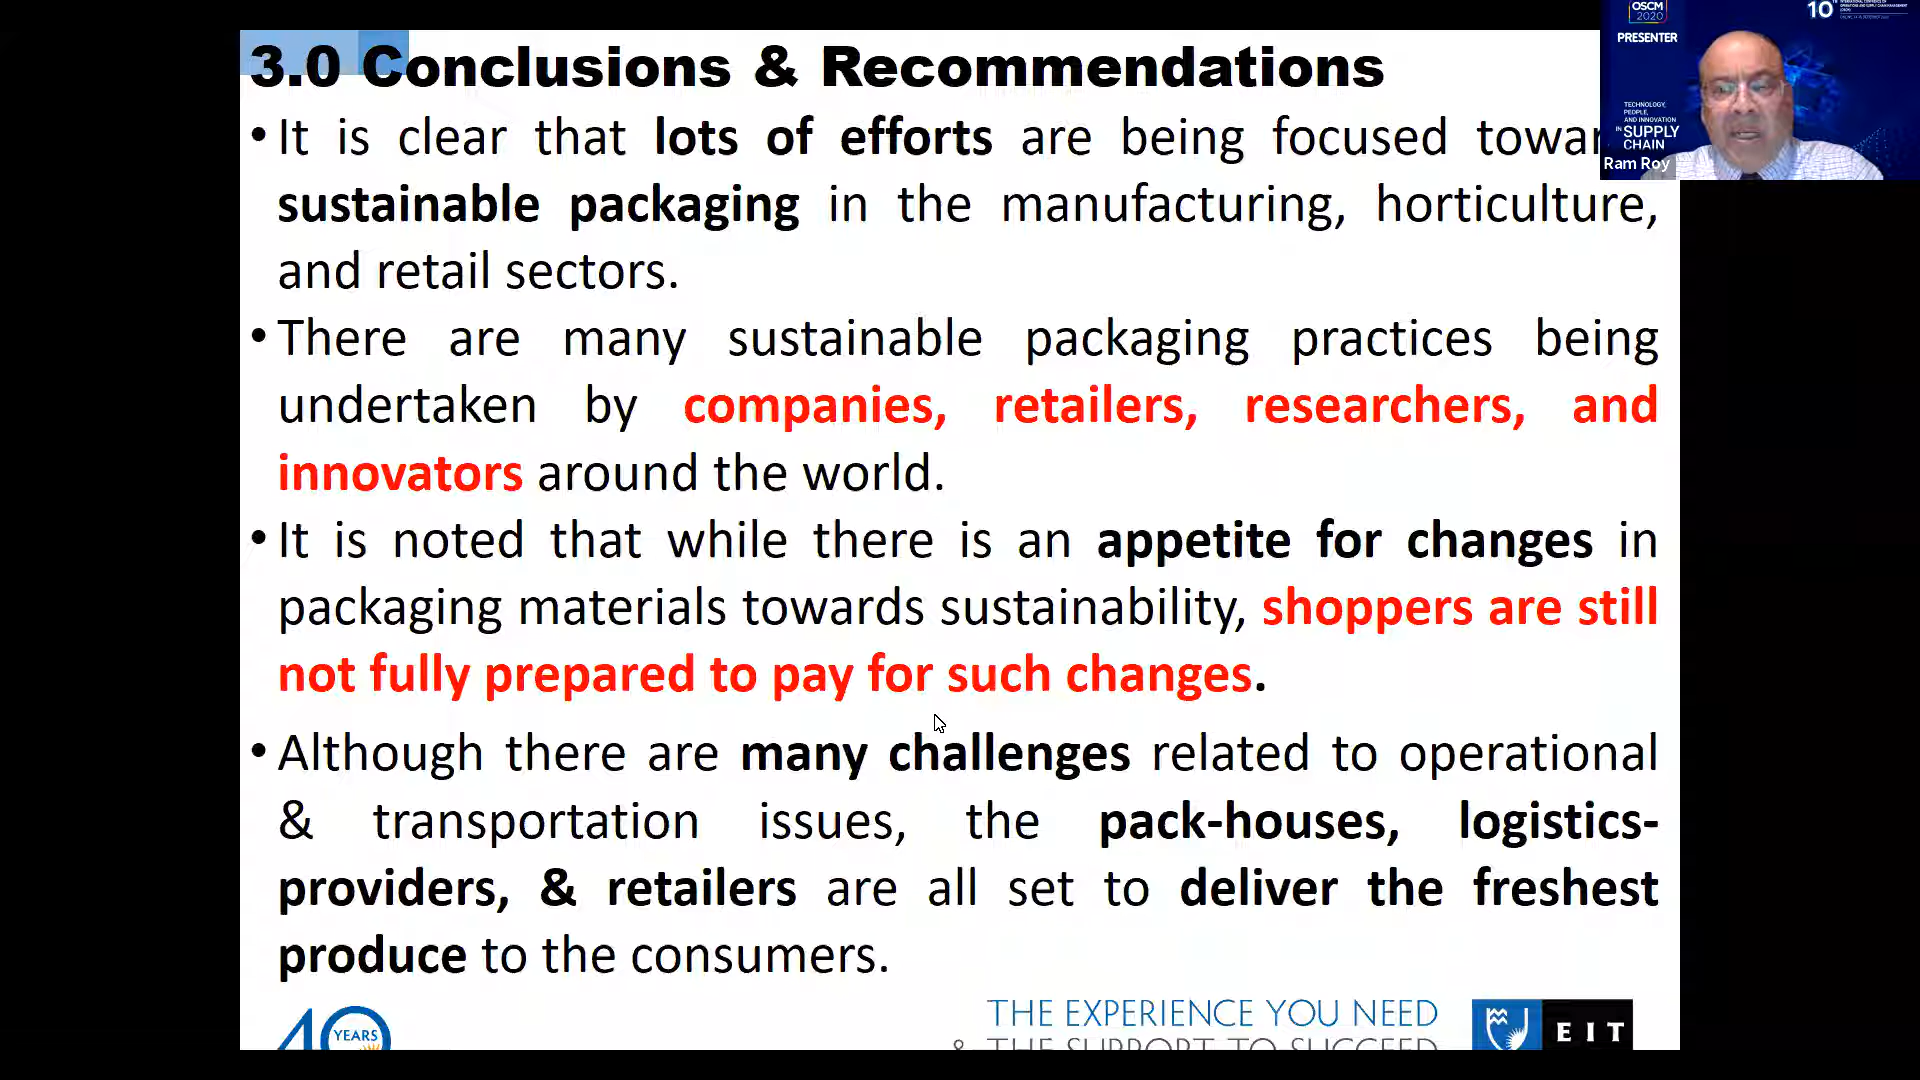 3.0 Conclusions & Recommendations
•It is clear that lots of efforts are being focused towar
sustainable packaging in the manufacturing, horticulture,
and retail sectors.
•There are many sustainable packaging practices being
undertaken by companies, retailers, researchers, and
innovators around the world.
•It is noted that while there is an appetite for changes in
packaging materials towards sustainability, shoppers are still
not fully prepared to pay for such changes.
•Although there are many challenges related to operational
& transportation issues, the pack-houses, logistics-
providers, & retailers are all set to deliver the freshest
produce to the consumers.
40 YEARS
THE EXPERIENCE YOU NEED
& THE SUPPORT TO SUCCEED
EIT
OSCM
2020
PRESENTER
10
TECHNOLOGY,
PEOPLE,
AND INNOVATION
IN SUPPLY
CHAIN
Ram Roy